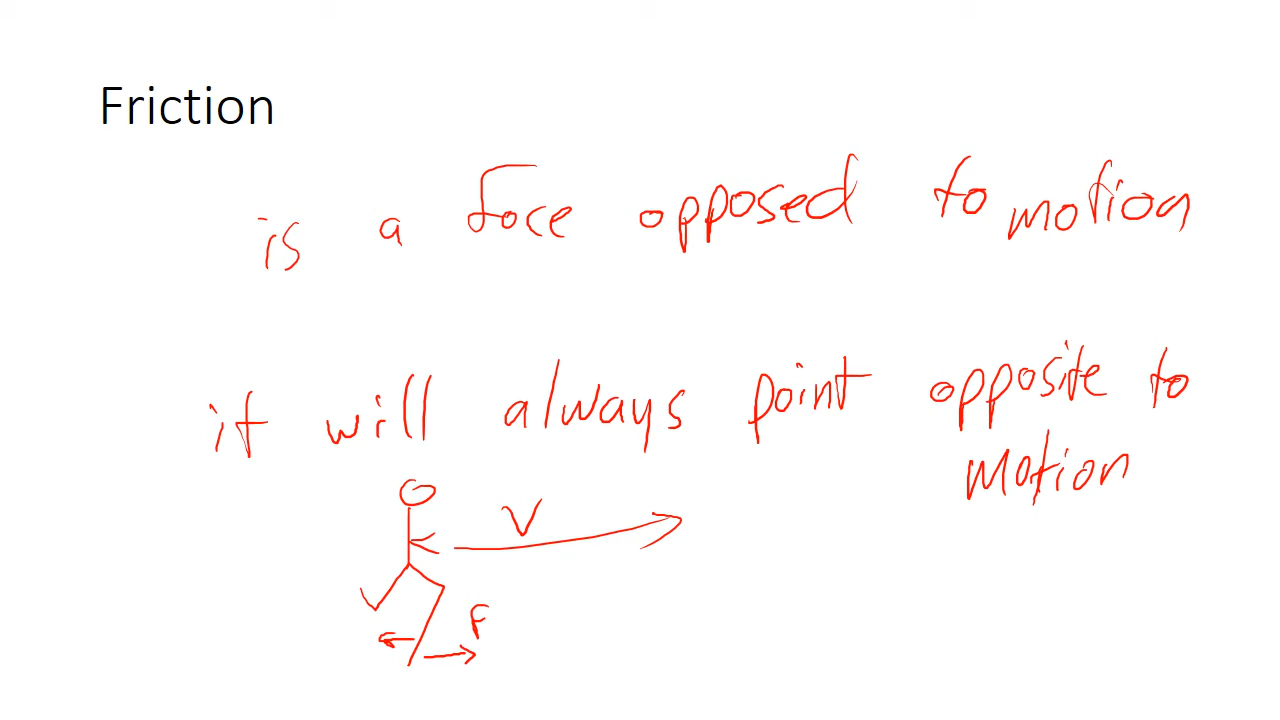 Friction
is a foce opposed to motion
it will always point opposite to
motion
V
F